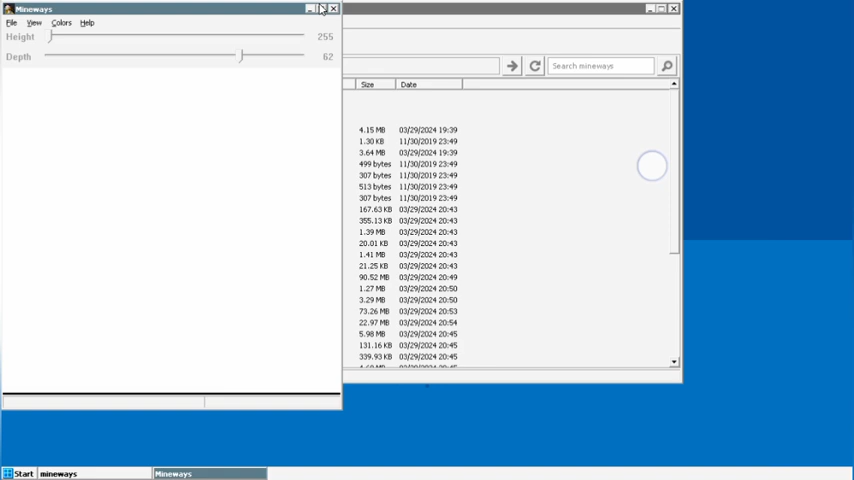 Mineways
File View Colors Help
Height 255
Depth 62
Search mineways
Size Date
4.15 MB 03/29/2024 19:39
1.30 KB 11/30/2019 23:49
3.64 MB 03/29/2024 19:39
499 bytes 11/30/2019 23:49
307 bytes 11/30/2019 23:49
513 bytes 11/30/2019 23:49
307 bytes 11/30/2019 23:49
167.63 KB 03/29/2024 20:43
355.13 KB 03/29/2024 20:43
1.39 MB 03/29/2024 20:43
20.01 KB 03/29/2024 20:43
1.41 MB 03/29/2024 20:43
21.25 KB 03/29/2024 20:43
90.52 MB 03/29/2024 20:49
1.27 MB 03/29/2024 20:50
3.29 MB 03/29/2024 20:50
73.26 MB 03/29/2024 20:53
22.97 MB 03/29/2024 20:54
5.98 MB 03/29/2024 20:45
131.16 KB 03/29/2024 20:45
339.93 KB 03/29/2024 20:45
Start mineways Mineways